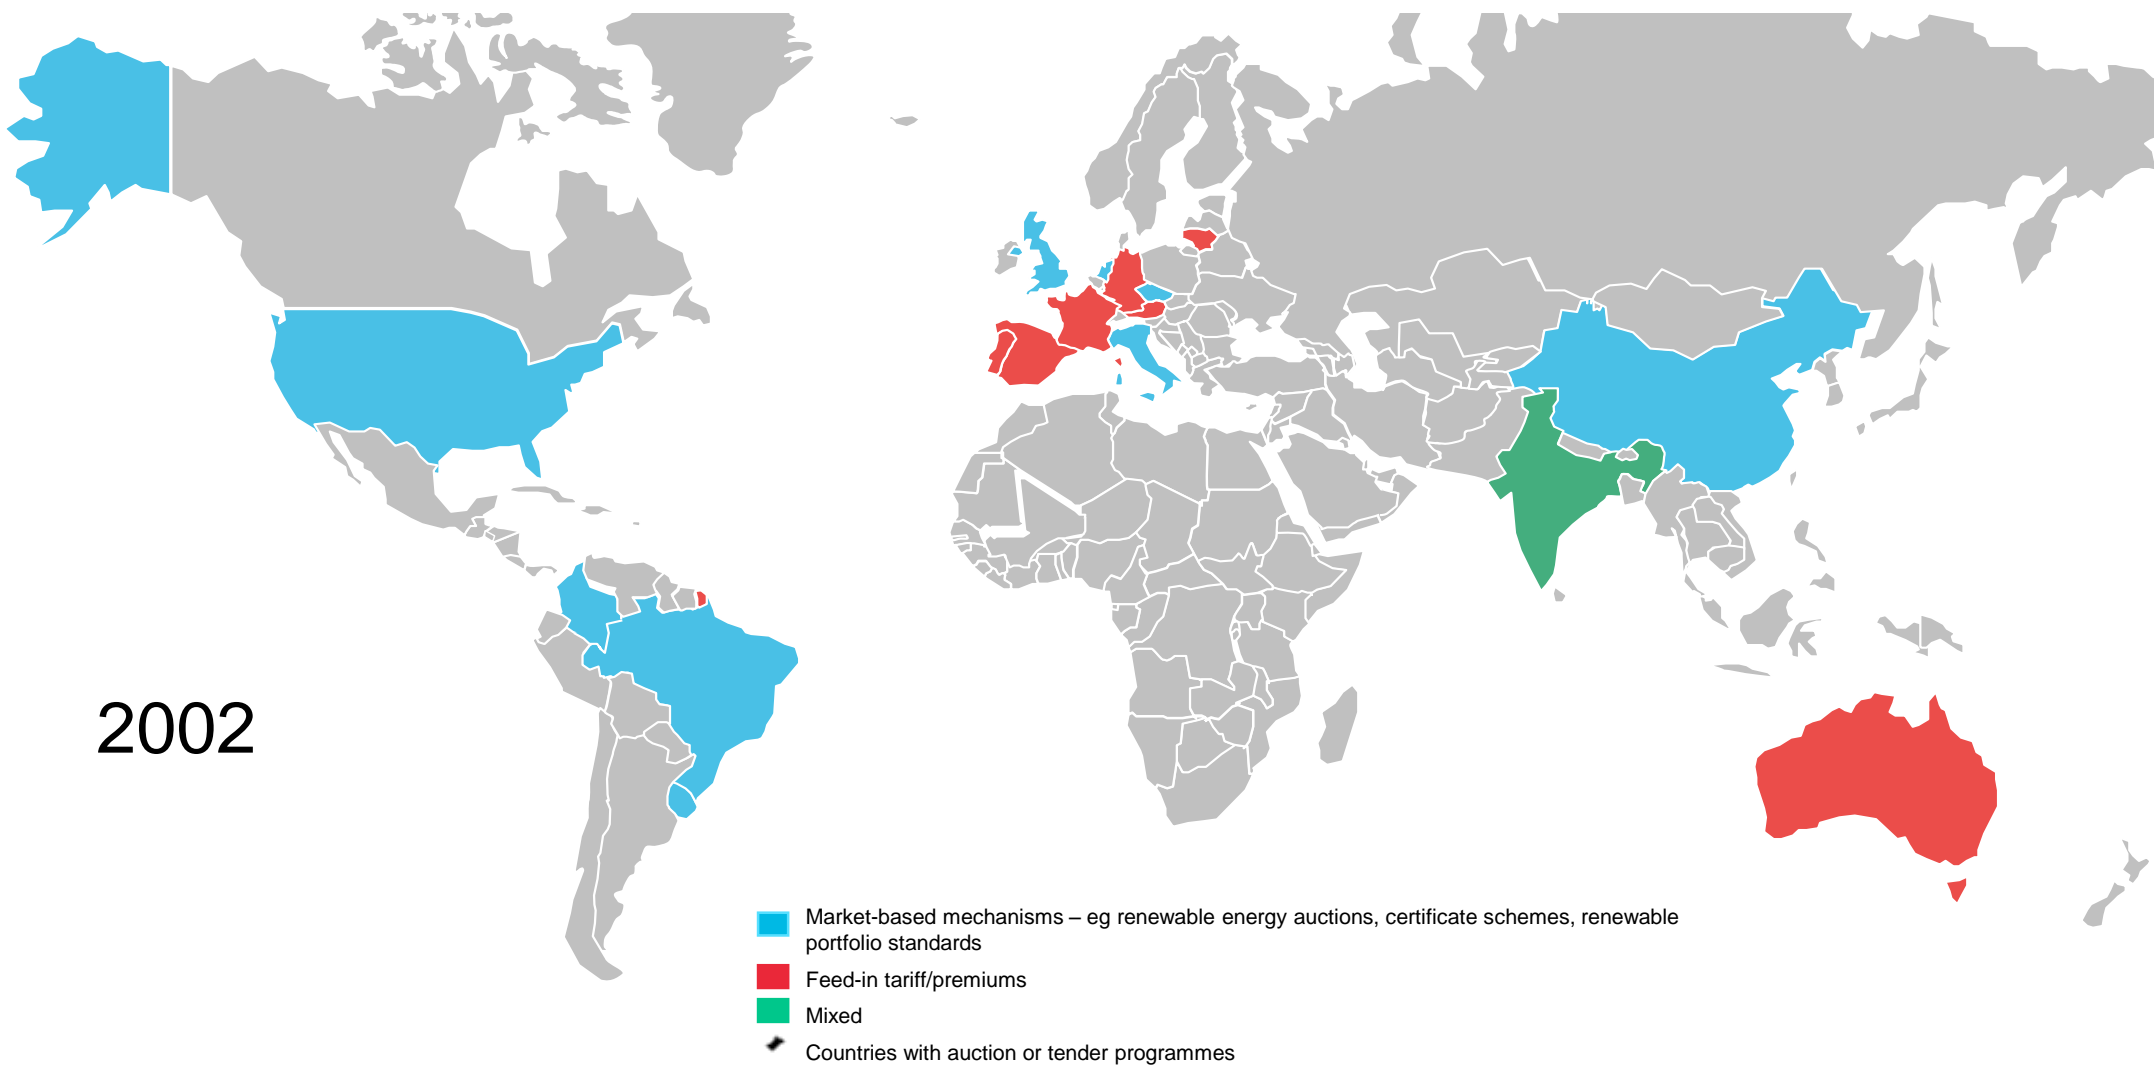 2002
Market-based mechanisms – eg renewable energy auctions, certificate schemes, renewable
portfolio standards
Feed-in tariff/premiums
Mixed
Countries with auction or tender programmes